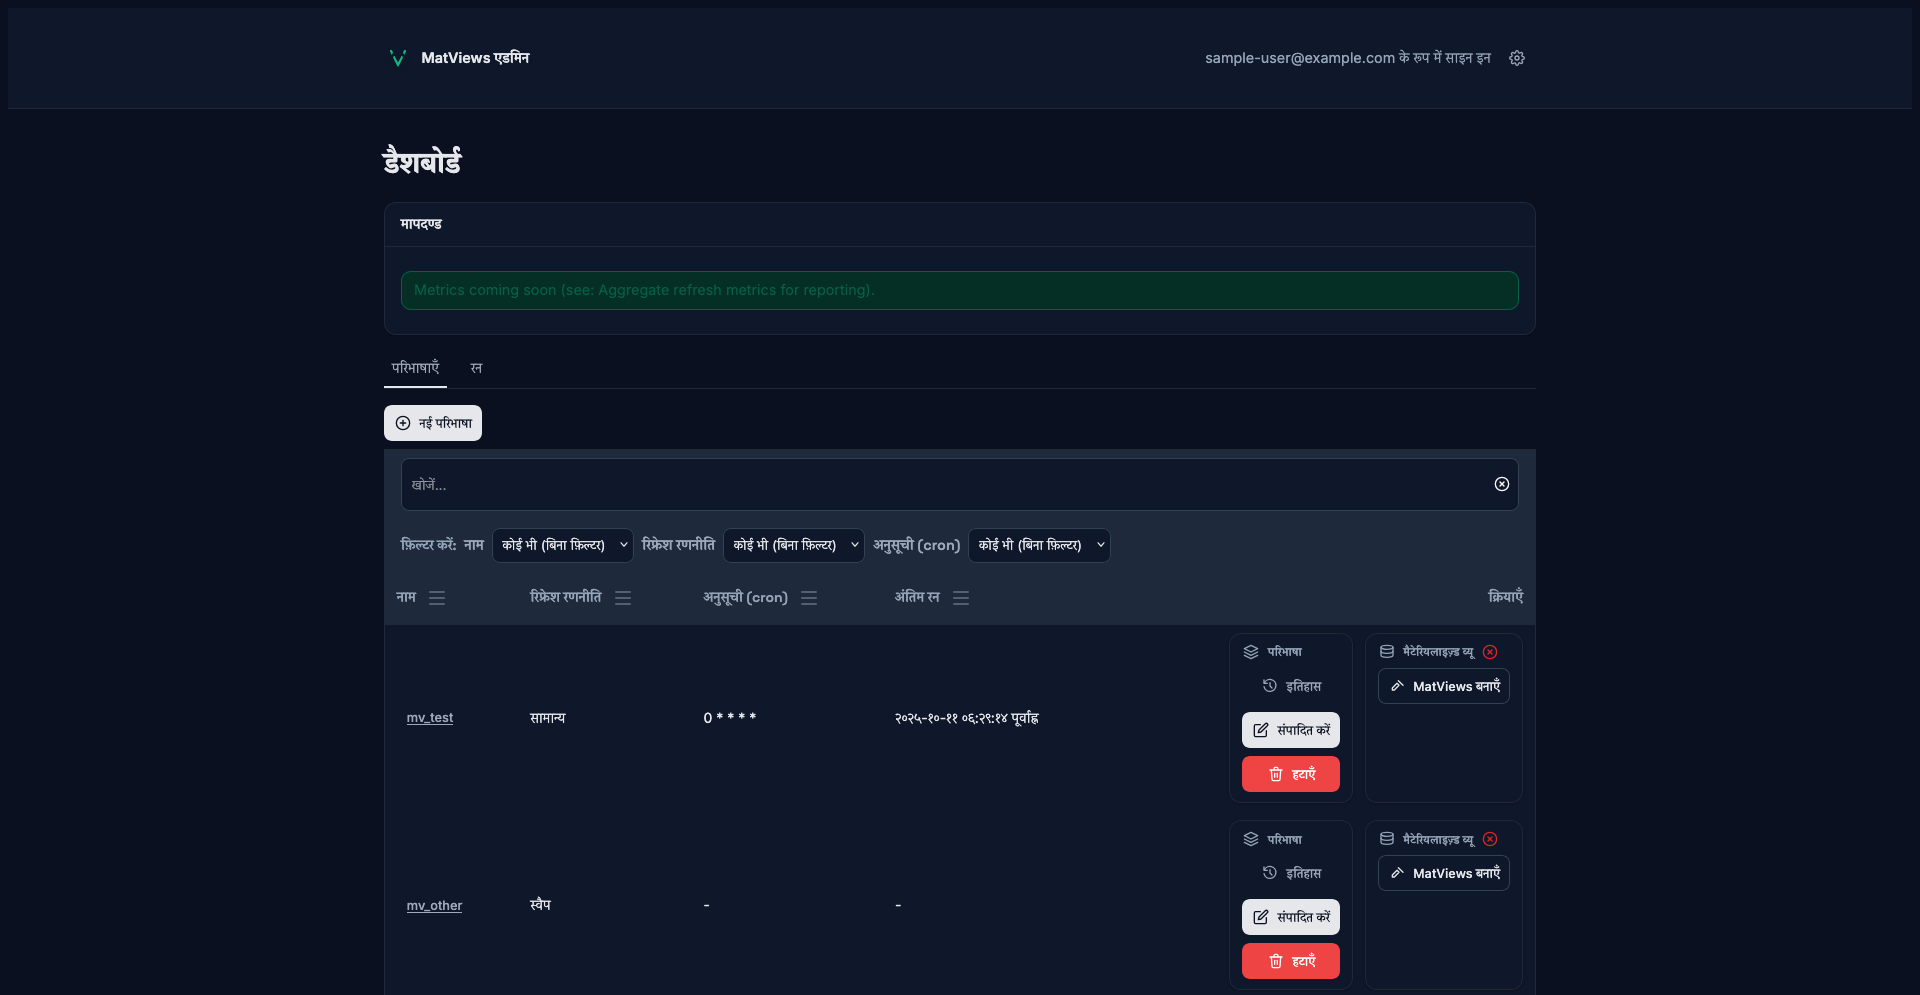 MatViews एडमिन
sample-user@example.com के रूप में साइन इन
डैशबोर्ड
मापदण्ड
Metrics coming soon (see: Aggregate refresh metrics for reporting).
परिभाषाएँ रन
नई परिभाषा
खोजें...
फ़िल्टर करें: नाम कोई भी (बिना फ़िल्टर) रिफ्रेश रणनीति कोई भी (बिना फ़िल्टर) अनुसूची (cron) कोई भी (बिना फ़िल्टर)
नाम रिफ्रेश रणनीति अनुसूची (cron) अंतिम रन क्रियाएँ
परिभाषा मैटेरियलाइज़्ड व्यू
इतिहास MatViews बनाएँ
mv_test सामान्य 0 * * * * २०२५-१०-११ ०६:२९:१४ पूर्वाह्न
संपादित करें
हटाएँ
परिभाषा मैटेरियलाइज़्ड व्यू
इतिहास MatViews बनाएँ
mv_other स्वैप - -
संपादित करें
हटाएँ